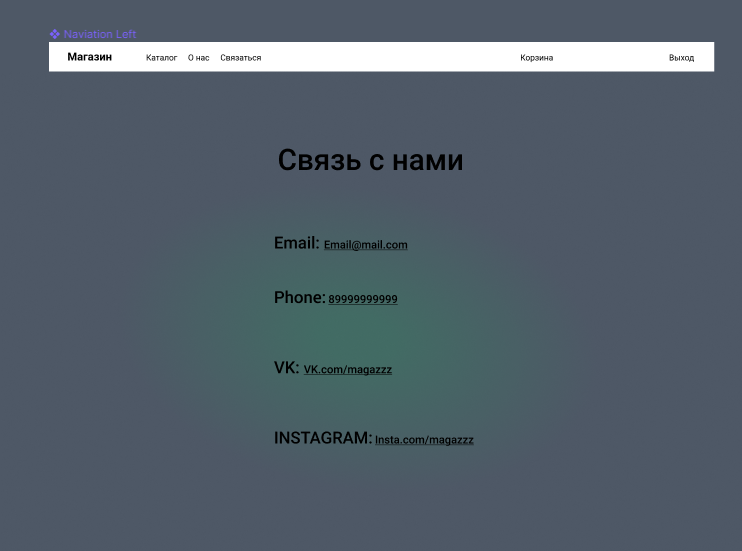 Naviation Left
Магазин Каталог О нас Связаться Корзина Выход
Связь с нами
Email: Email@mail.com
Phone: 89999999999
VK: VK.com/magazzz
INSTAGRAM: Insta.com/magazzz